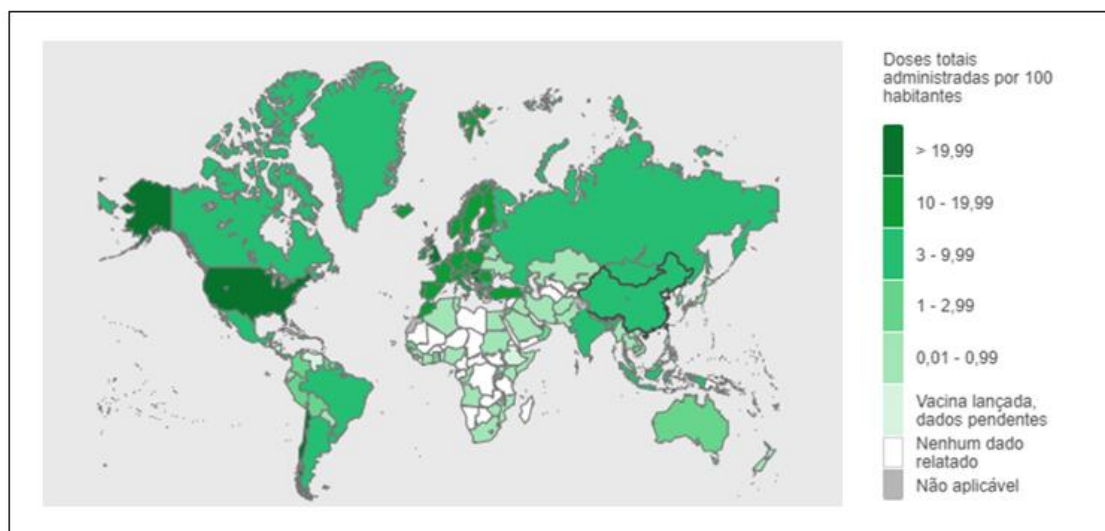 Doses totais
administradas por 100
habitantes
> 19,99
10 - 19,99
3 - 9,99
1 - 2,99
0,01 - 0,99
Vacina lançada,
dados pendentes
Nenhum dado
relatado
Não aplicável